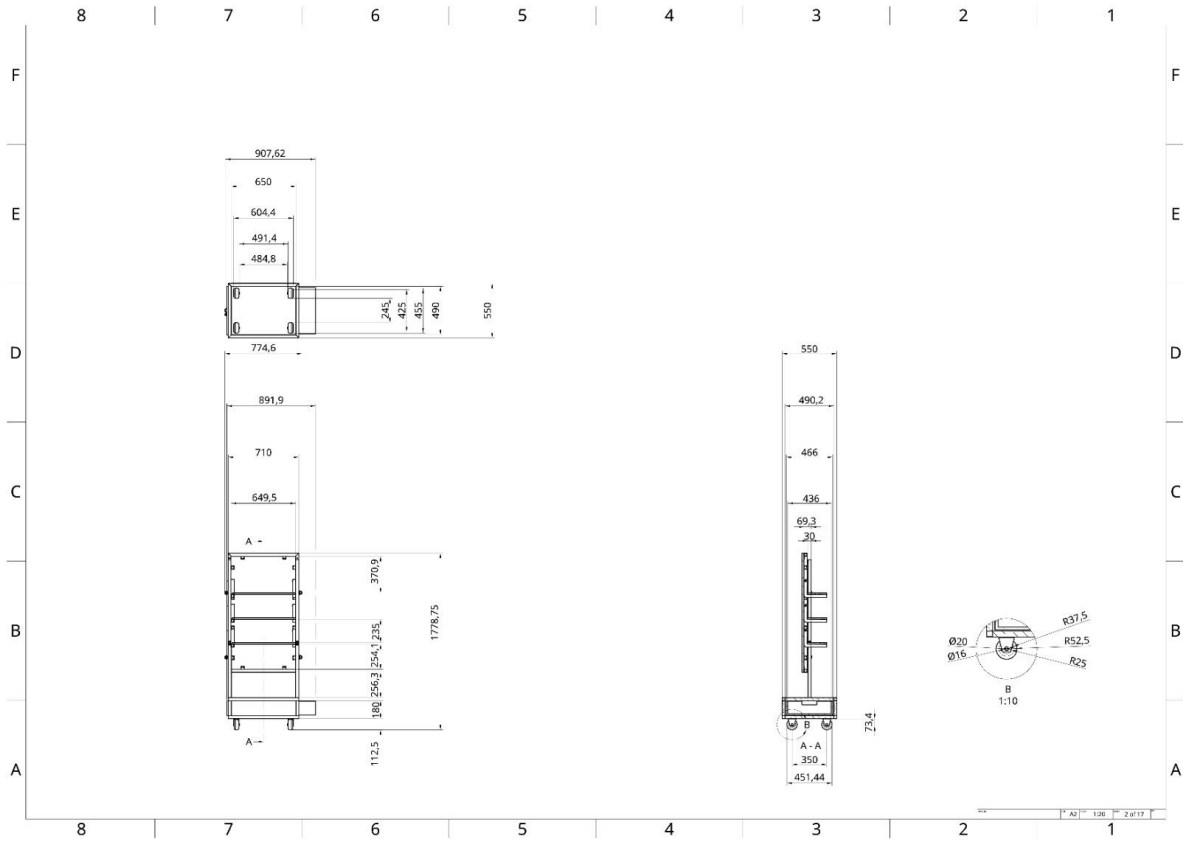 8 7 6 5 4 3 2 1
F F
907,62
650
E 604,4 E
491,4
484,8
245 425 455 490 550
D 774,6 550 D
891,9 490,2
710 466
C 649,5 436 C
A 69,3
30
370,9
1778,75
B 235 B
254,1
256,3
180
112,5
A
R37,5
Ø20 R52,5
Ø16 R25
B
1:10
73,4
B
A - A
A 350 A
451,44
A2 1:20 2 of 17
8 7 6 5 4 3 2 1